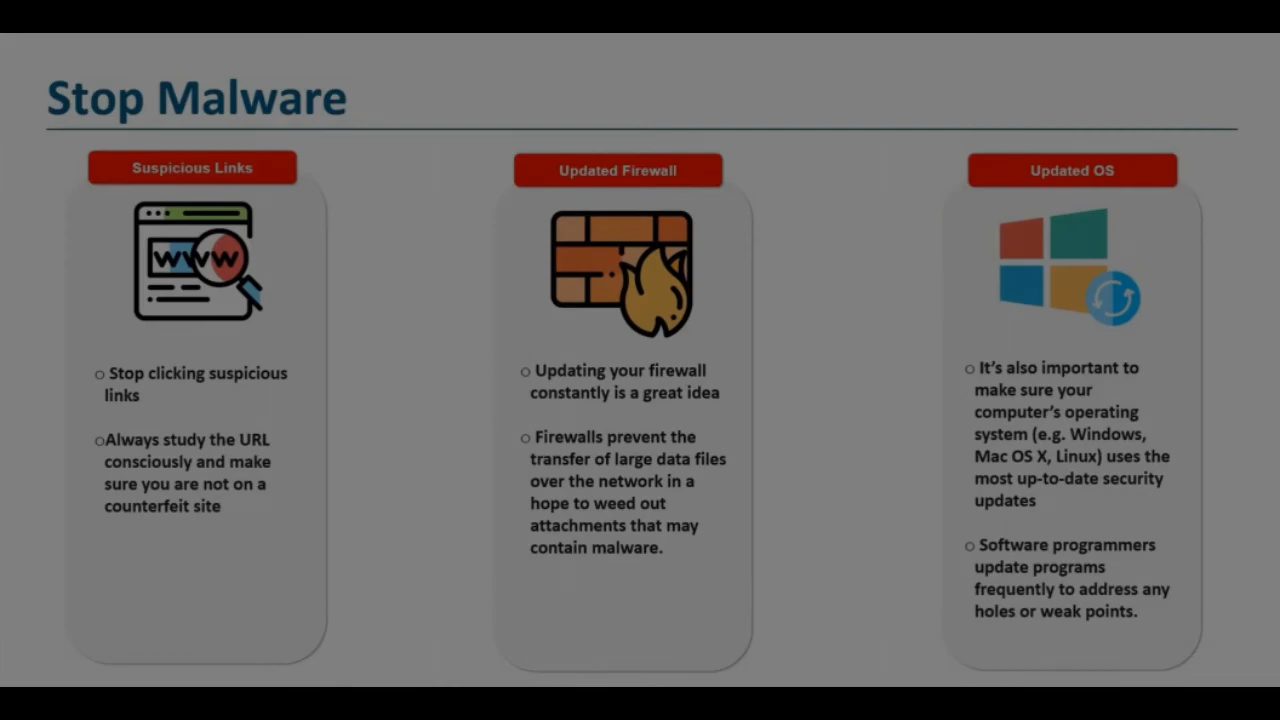 Stop Malware
Suspicious Links
www
○ Stop clicking suspicious
links
○Always study the URL
consciously and make
sure you are not on a
counterfeit site
Updated Firewall
○ Updating your firewall
constantly is a great idea
○ Firewalls prevent the
transfer of large data files
over the network in a
hope to weed out
attachments that may
contain malware.
Updated OS
○ It’s also important to
make sure your
computer’s operating
system (e.g. Windows,
Mac OS X, Linux) uses the
most up-to-date security
updates
○ Software programmers
update programs
frequently to address any
holes or weak points.